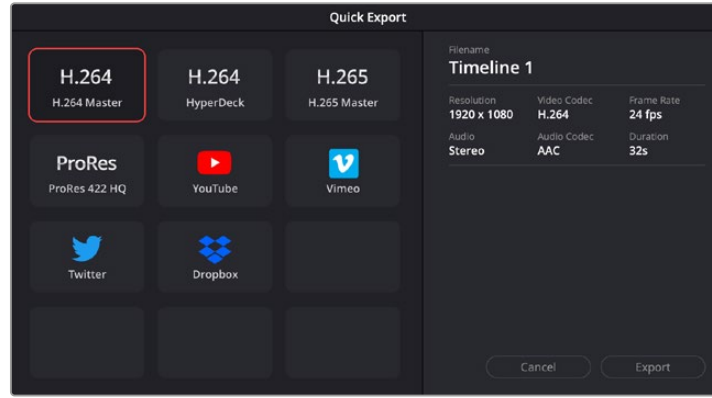 Quick Export
H.264
H.264 Master
H.264
HyperDeck
H.265
H.265 Master
ProRes
ProRes 422 HQ
YouTube
Vimeo
Twitter
Dropbox
Filename
Timeline 1
Resolution Video Codec Frame Rate
1920 x 1080 H.264 24 fps
Audio Audio Codec Duration
Stereo AAC 32s
Cancel Export